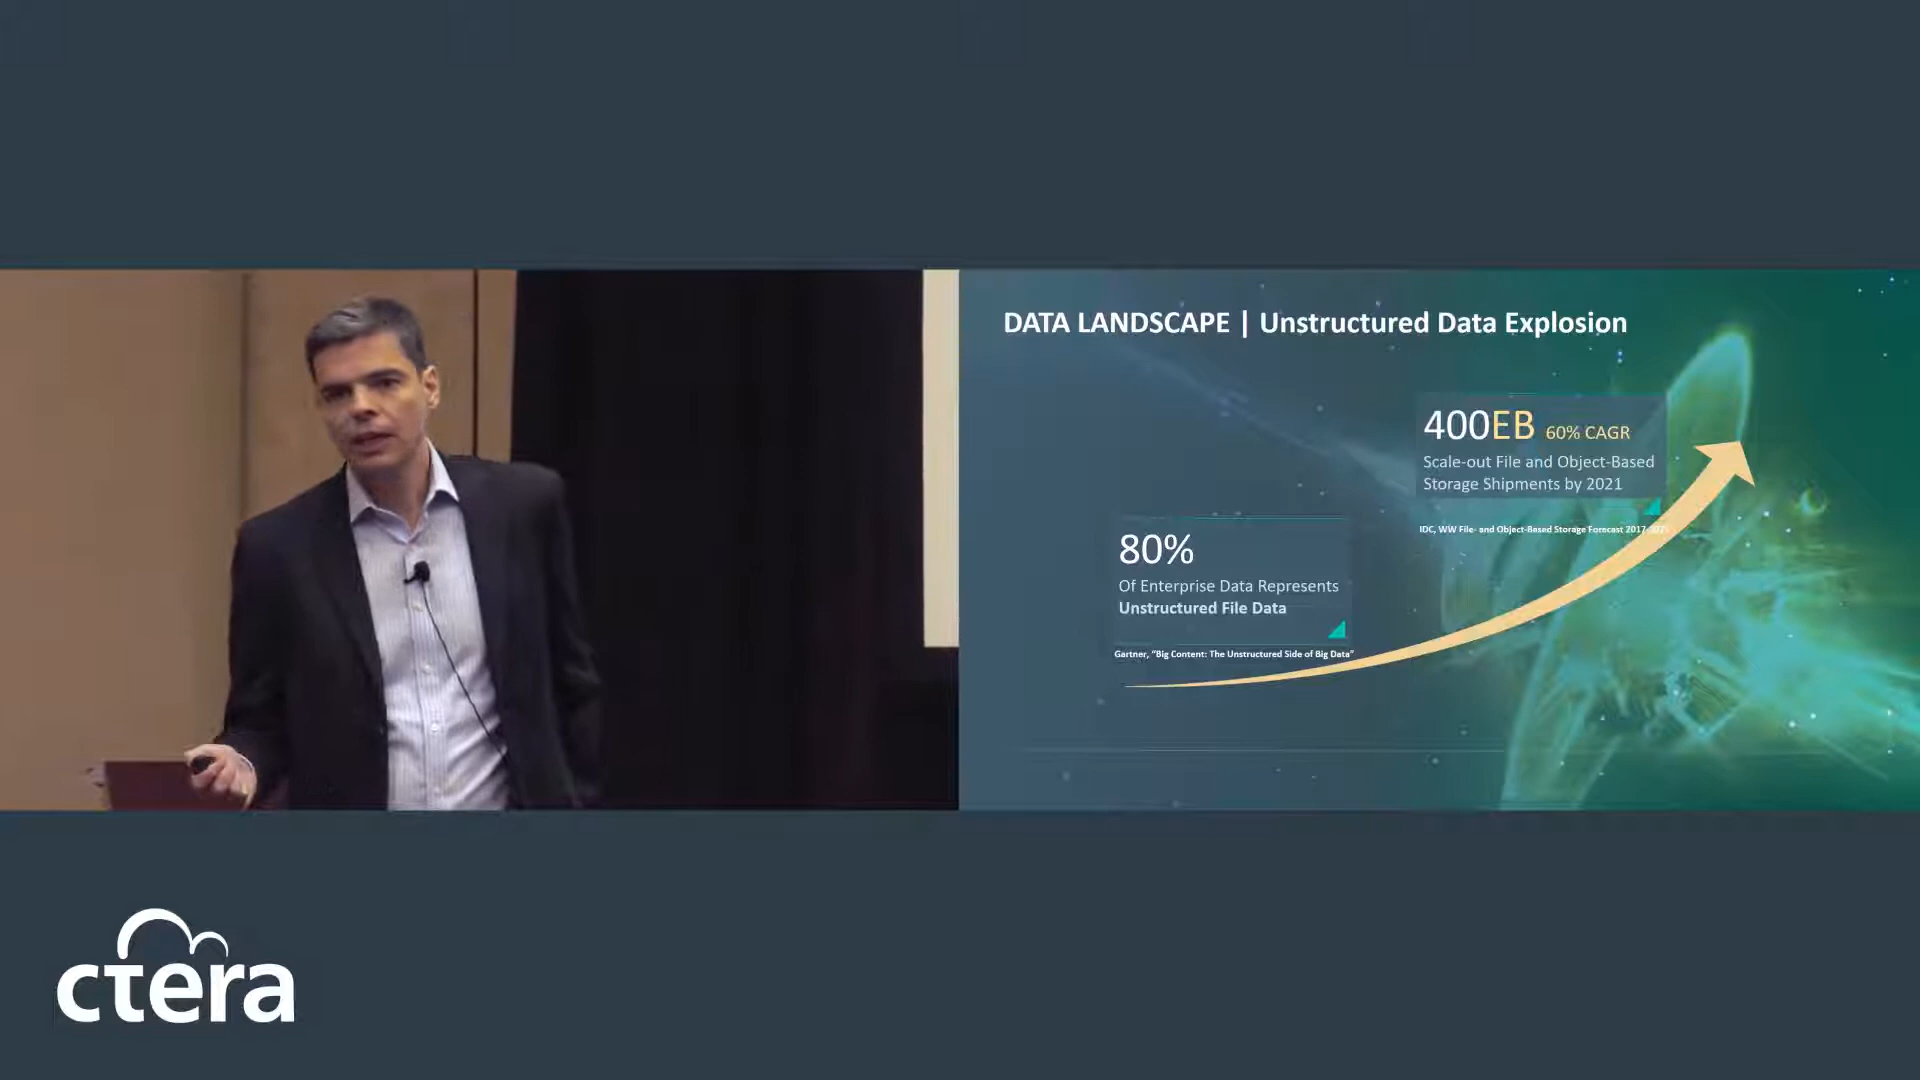 DATA LANDSCAPE | Unstructured Data Explosion
400EB 60% CAGR
Scale-out File and Object-Based
Storage Shipments by 2021
IDC, WW File- and Object-Based Storage Forecast 2017-
80%
Of Enterprise Data Represents
Unstructured File Data
Gartner, "Big Content: The Unstructured Side of Big Data"
ctera